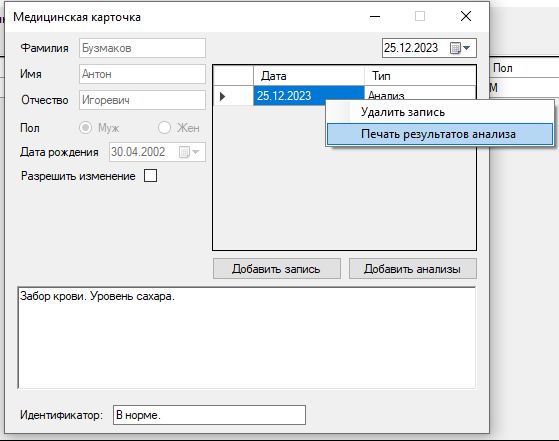 Медицинская карточка
Фамилия Бузмаков
25.12.2023
Имя Антон
Отчество Игоревич
Пол Муж Жен
Дата рождения 30.04.2002
Разрешить изменение
Дата Тип
25.12.2023 Анализ
Удалить запись
Печать результатов анализа
Пол
М
Добавить запись Добавить анализы
Забор крови. Уровень сахара.
Идентификатор: В норме.